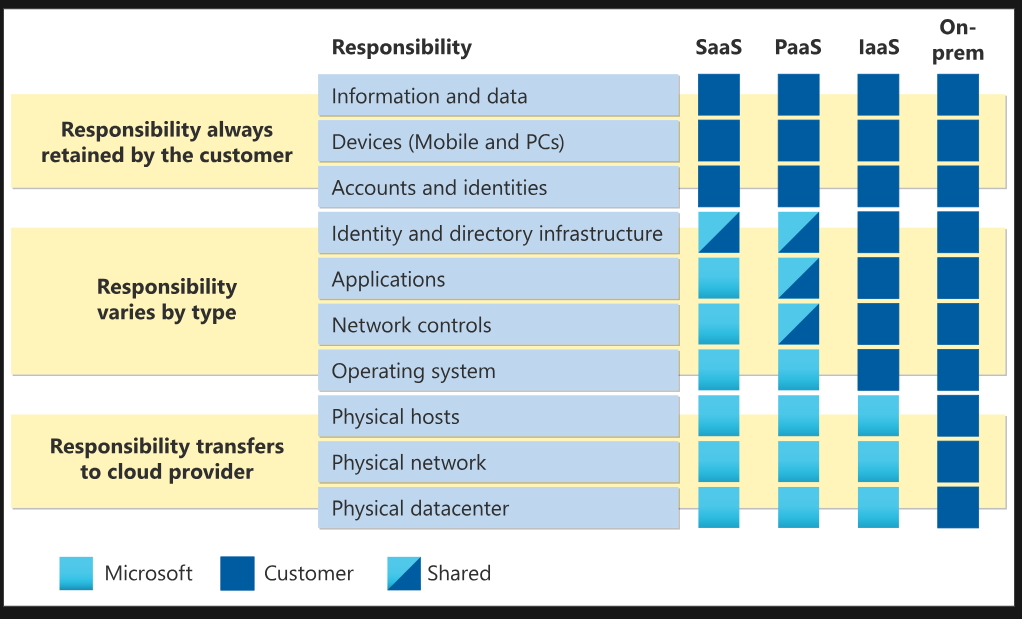 Responsibility
SaaS
PaaS
IaaS
On-
prem
Responsibility always
retained by the customer
Information and data
Devices (Mobile and PCs)
Accounts and identities
Responsibility
varies by type
Identity and directory infrastructure
Applications
Network controls
Operating system
Responsibility transfers
to cloud provider
Physical hosts
Physical network
Physical datacenter
Microsoft
Customer
Shared